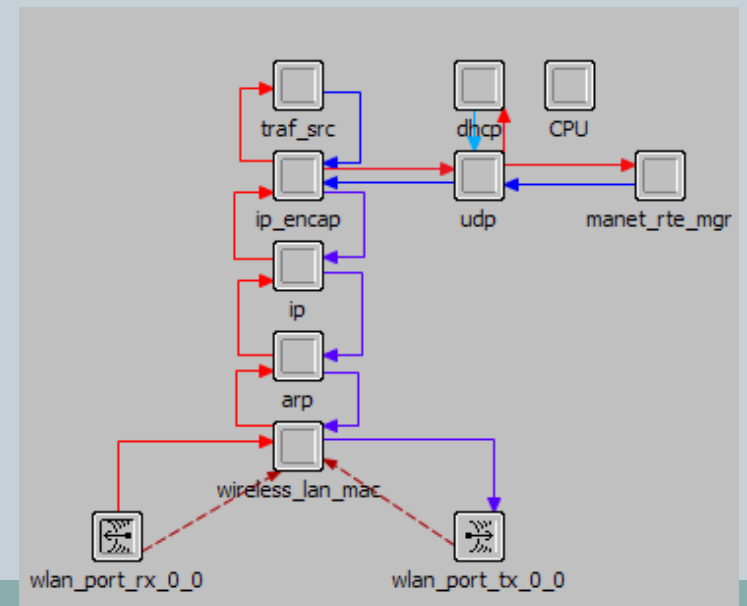 traf_src
dhcp
CPU
ip_encap
udp
manet_rte_mgr
ip
arp
wireless_lan_mac
wlan_port_rx_0_0
wlan_port_tx_0_0